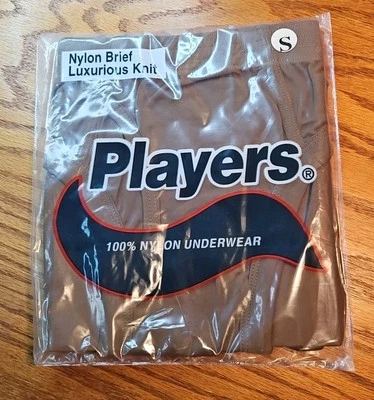 Nylon Brief
Luxurious Knit
S
Players®
100% NYLON UNDERWEAR